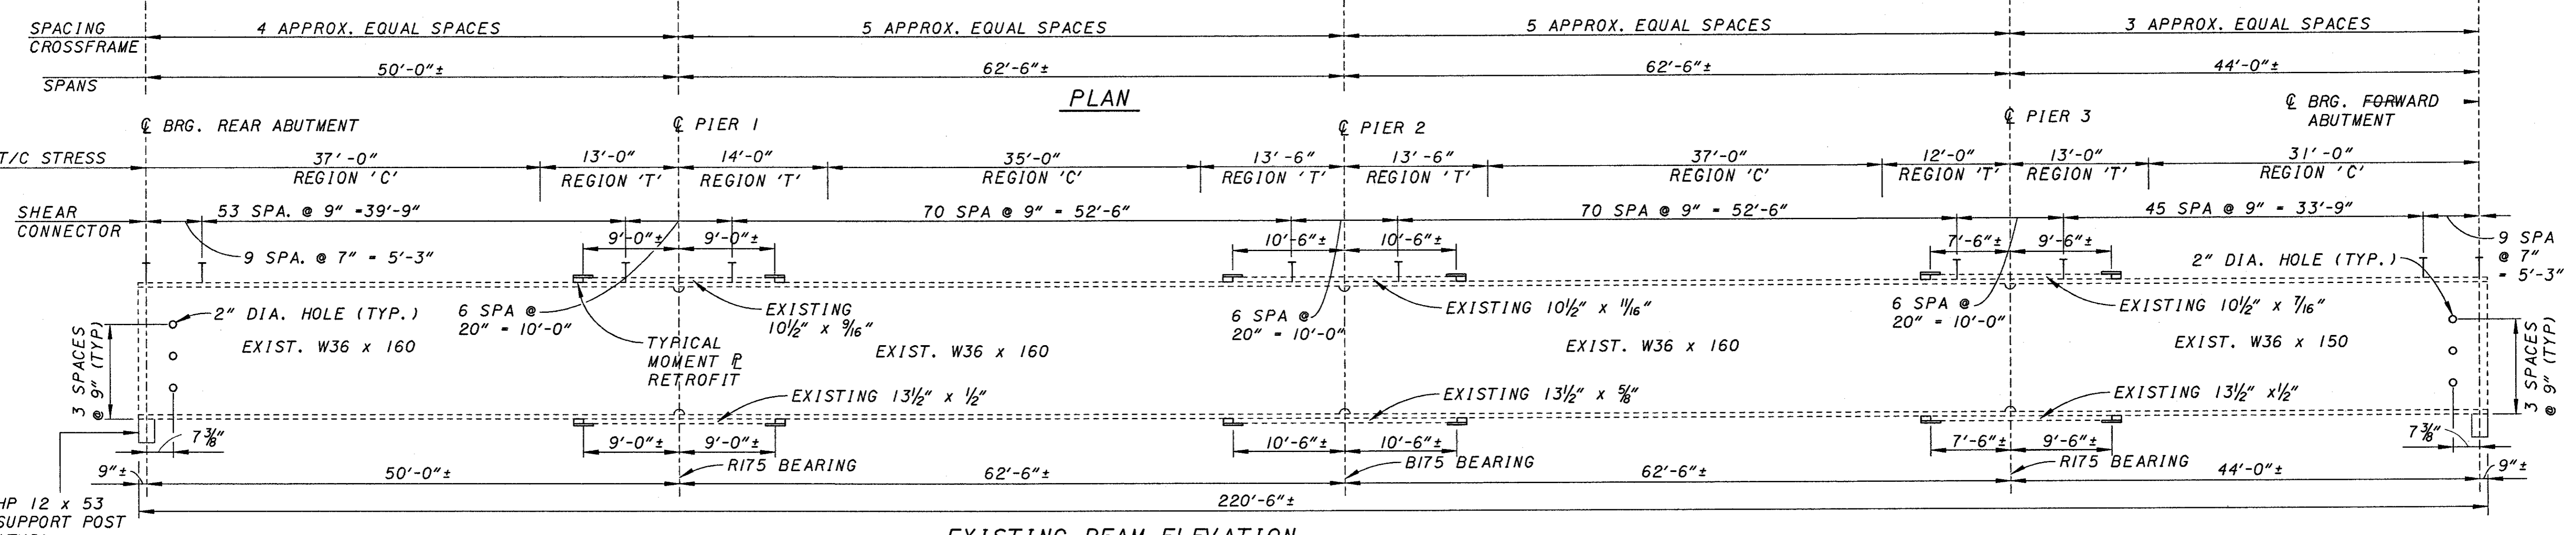 SPACING
CROSSFRAME
4 APPROX. EQUAL SPACES
5 APPROX. EQUAL SPACES
5 APPROX. EQUAL SPACES
3 APPROX. EQUAL SPACES
SPANS
50'-0"±
62'-6"±
62'-6"±
44'-0"±
PLAN
℄ BRG. REAR ABUTMENT
℄ PIER 1
℄ PIER 2
℄ PIER 3
℄ BRG. FORWARD
ABUTMENT
T/C STRESS
37'-0"
REGION 'C'
13'-0"
REGION 'T'
14'-0"
REGION 'T'
35'-0"
REGION 'C'
13'-6"
REGION 'T'
13'-6"
REGION 'T'
37'-0"
REGION 'C'
12'-0"
REGION 'T'
13'-0"
REGION 'T'
31'-0"
REGION 'C'
SHEAR
CONNECTOR
53 SPA. @ 9" =39'-9"
70 SPA @ 9" = 52'-6"
70 SPA @ 9" = 52'-6"
45 SPA @ 9" = 33'-9"
9 SPA. @ 7" = 5'-3"
9'-0"±
9'-0"±
10'-6"±
10'-6"±
7'-6"±
9'-6"±
9 SPA
@ 7"
= 5'-3"
2" DIA. HOLE (TYP.)
2" DIA. HOLE (TYP.)
6 SPA @
20" = 10'-0"
EXISTING
10½" x 9/16"
6 SPA @
20" = 10'-0"
EXISTING 10½" x 11/16"
6 SPA @
20" = 10'-0"
EXISTING 10½" x 7/16"
3 SPACES
@ 9" (TYP)
EXIST. W36 x 160
TYPICAL
MOMENT ⅊
RETROFIT
EXIST. W36 x 160
EXIST. W36 x 160
EXIST. W36 x 150
3 SPACES
@ 9" (TYP)
EXISTING 13½" x ½"
EXISTING 13½" x ⅝"
EXISTING 13½" x½"
7⅜"
9'-0"±
9'-0"±
10'-6"±
10'-6"±
7'-6"±
9'-6"±
7⅜"
R175 BEARING
B175 BEARING
R175 BEARING
9"±
50'-0"±
62'-6"±
62'-6"±
44'-0"±
9"±
220'-6"±
HP 12 x 53
SUPPORT POST
EXISTING BEAM ELEVATION